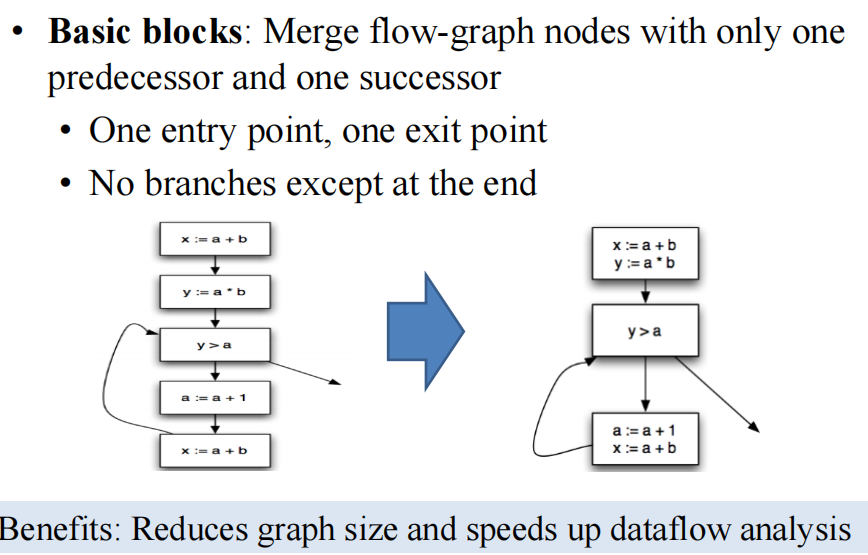 • Basic blocks: Merge flow-graph nodes with only one
predecessor and one successor
• One entry point, one exit point
• No branches except at the end
x := a + b
y := a * b
y > a
a := a + 1
x := a + b
x := a + b
y := a * b
y > a
a := a + 1
x := a + b
Benefits: Reduces graph size and speeds up dataflow analysis